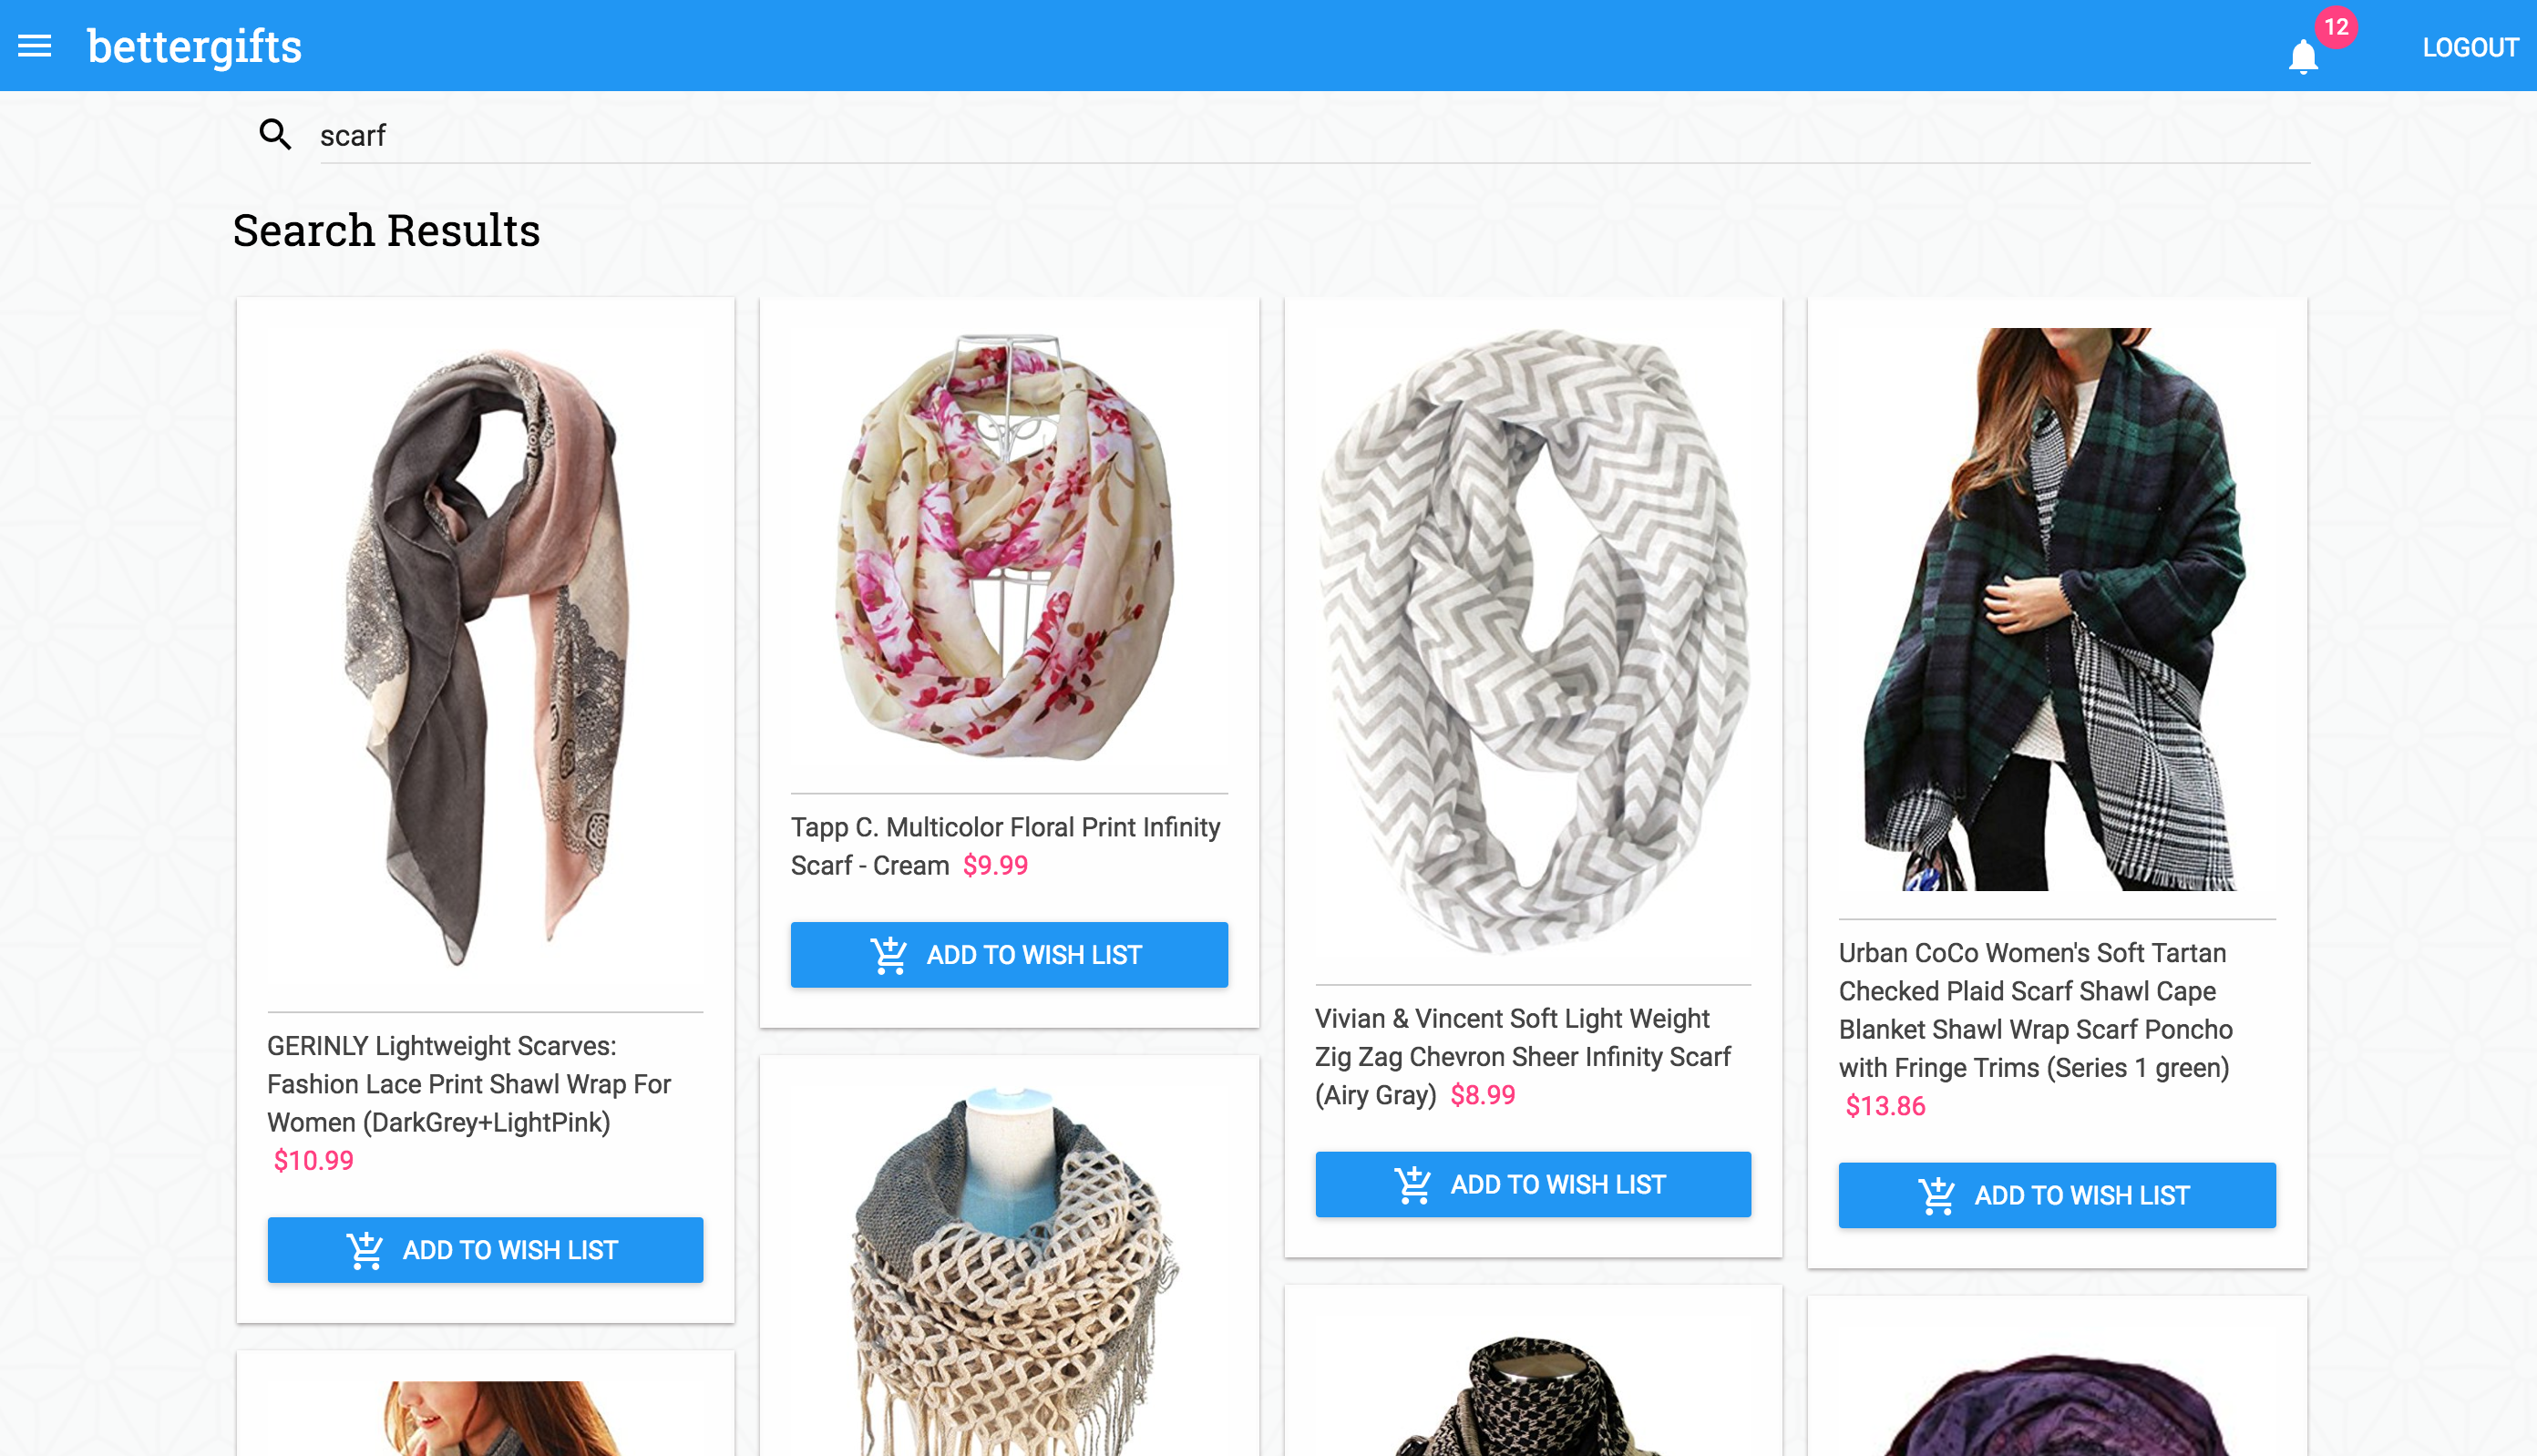 bettergifts
12
LOGOUT
scarf
Search Results
GERINLY Lightweight Scarves:
Fashion Lace Print Shawl Wrap For
Women (DarkGrey+LightPink)
$10.99
ADD TO WISH LIST
Tapp C. Multicolor Floral Print Infinity
Scarf - Cream $9.99
ADD TO WISH LIST
Vivian & Vincent Soft Light Weight
Zig Zag Chevron Sheer Infinity Scarf
(Airy Gray) $8.99
ADD TO WISH LIST
Urban CoCo Women's Soft Tartan
Checked Plaid Scarf Shawl Cape
Blanket Shawl Wrap Scarf Poncho
with Fringe Trims (Series 1 green)
$13.86
ADD TO WISH LIST